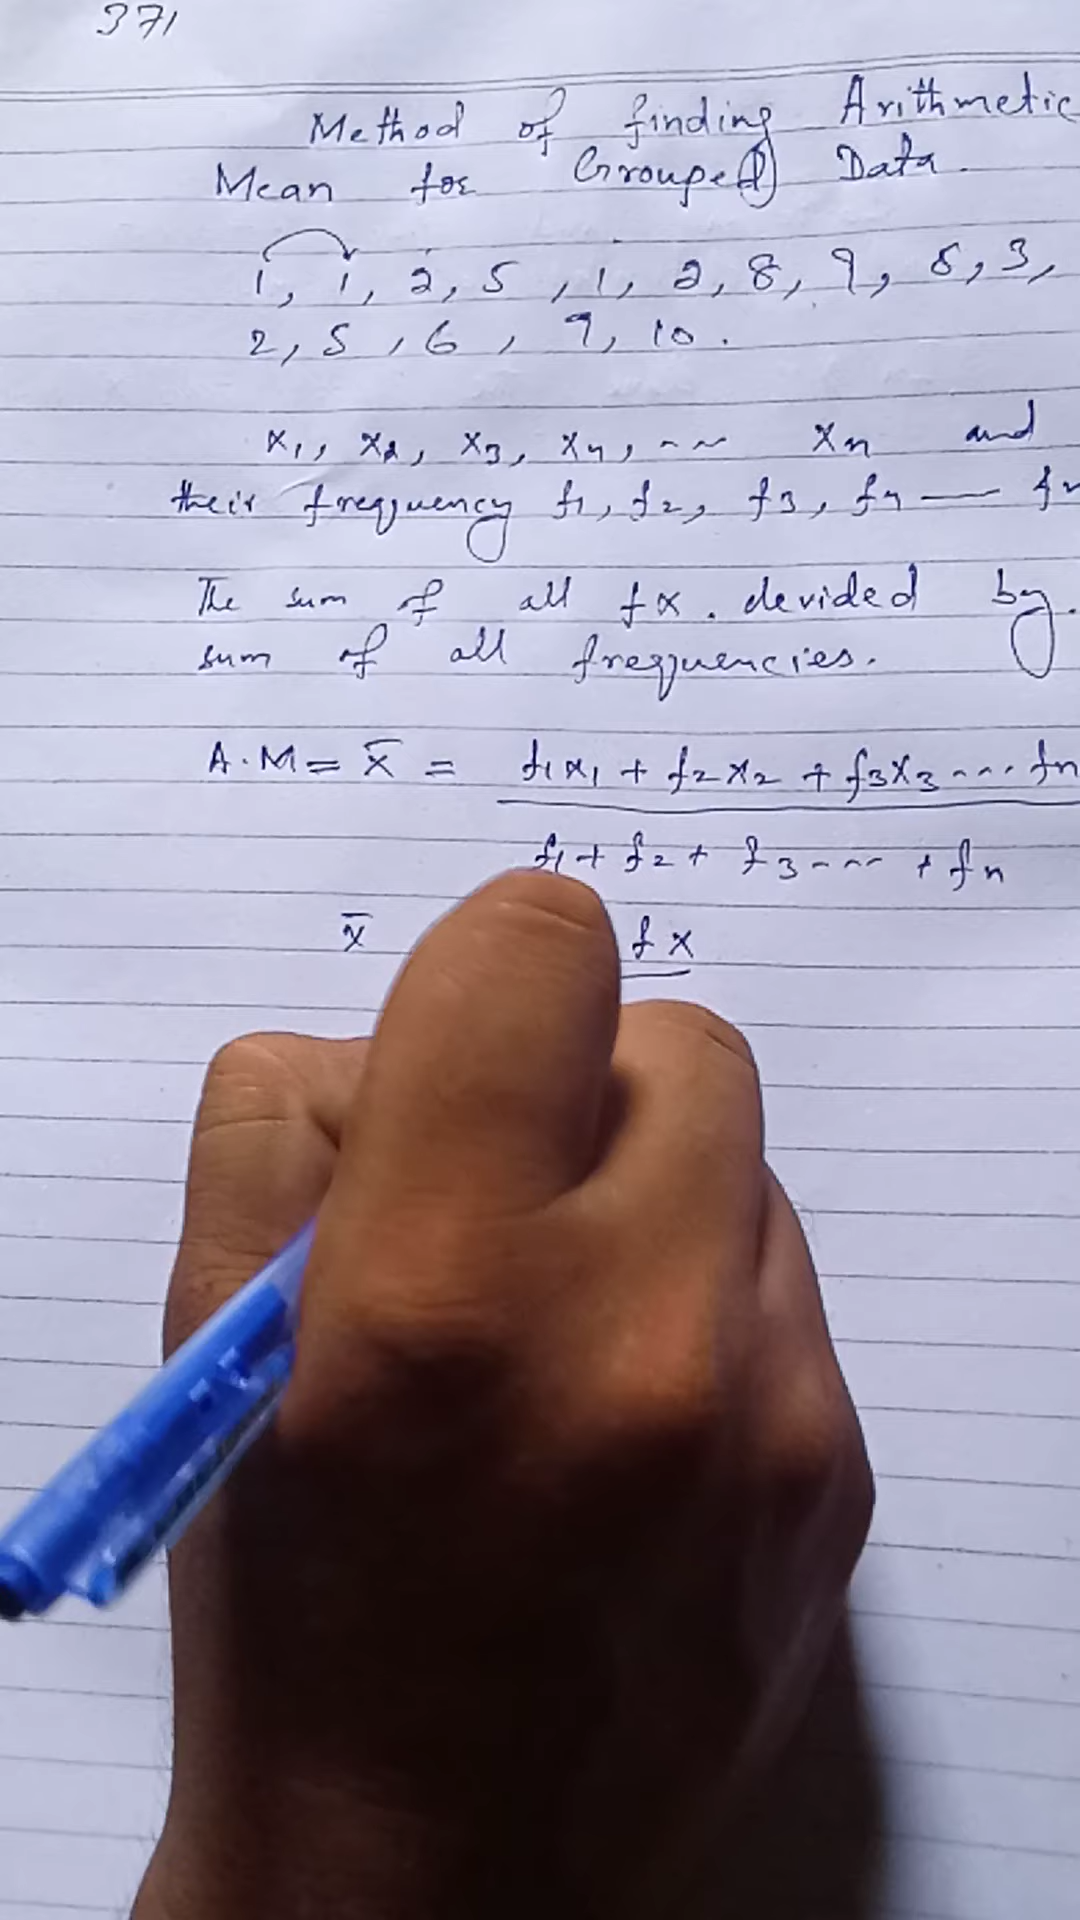 371
Method of finding Arithmetic
Mean for Grouped Data.
1, 1, 2, 5, 1, 2, 8, 9, 8, 3,
2, 5, 6, 9, 10.
x₁, x₂, x₃, x₄, --- xₙ and
their frequency f₁, f₂, f₃, f₄ — fₙ
The sum of all fx. devided by.
sum of all frequencies.
A.M = x̄ = f₁x₁ + f₂x₂ + f₃x₃ .... fn
f₁ + f₂ + f₃ ---- + fₙ
x̄ fx